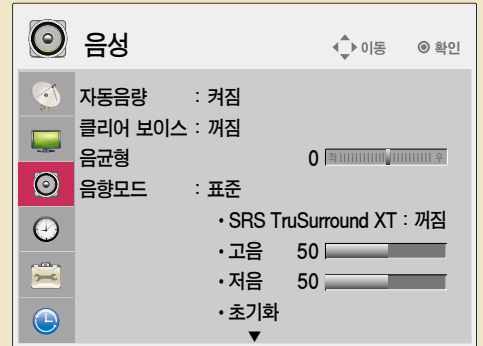 음성 이동 ◉ 확인
자동음량 : 켜짐
클리어 보이스 : 꺼짐
음균형 0 좌 우
음향모드 : 표준
• SRS TruSurround XT : 꺼짐
• 고음 50
• 저음 50
• 초기화
▼